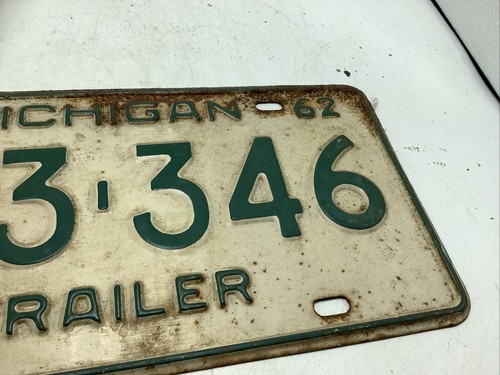 ICHIGAN 62
3-346
RAILER